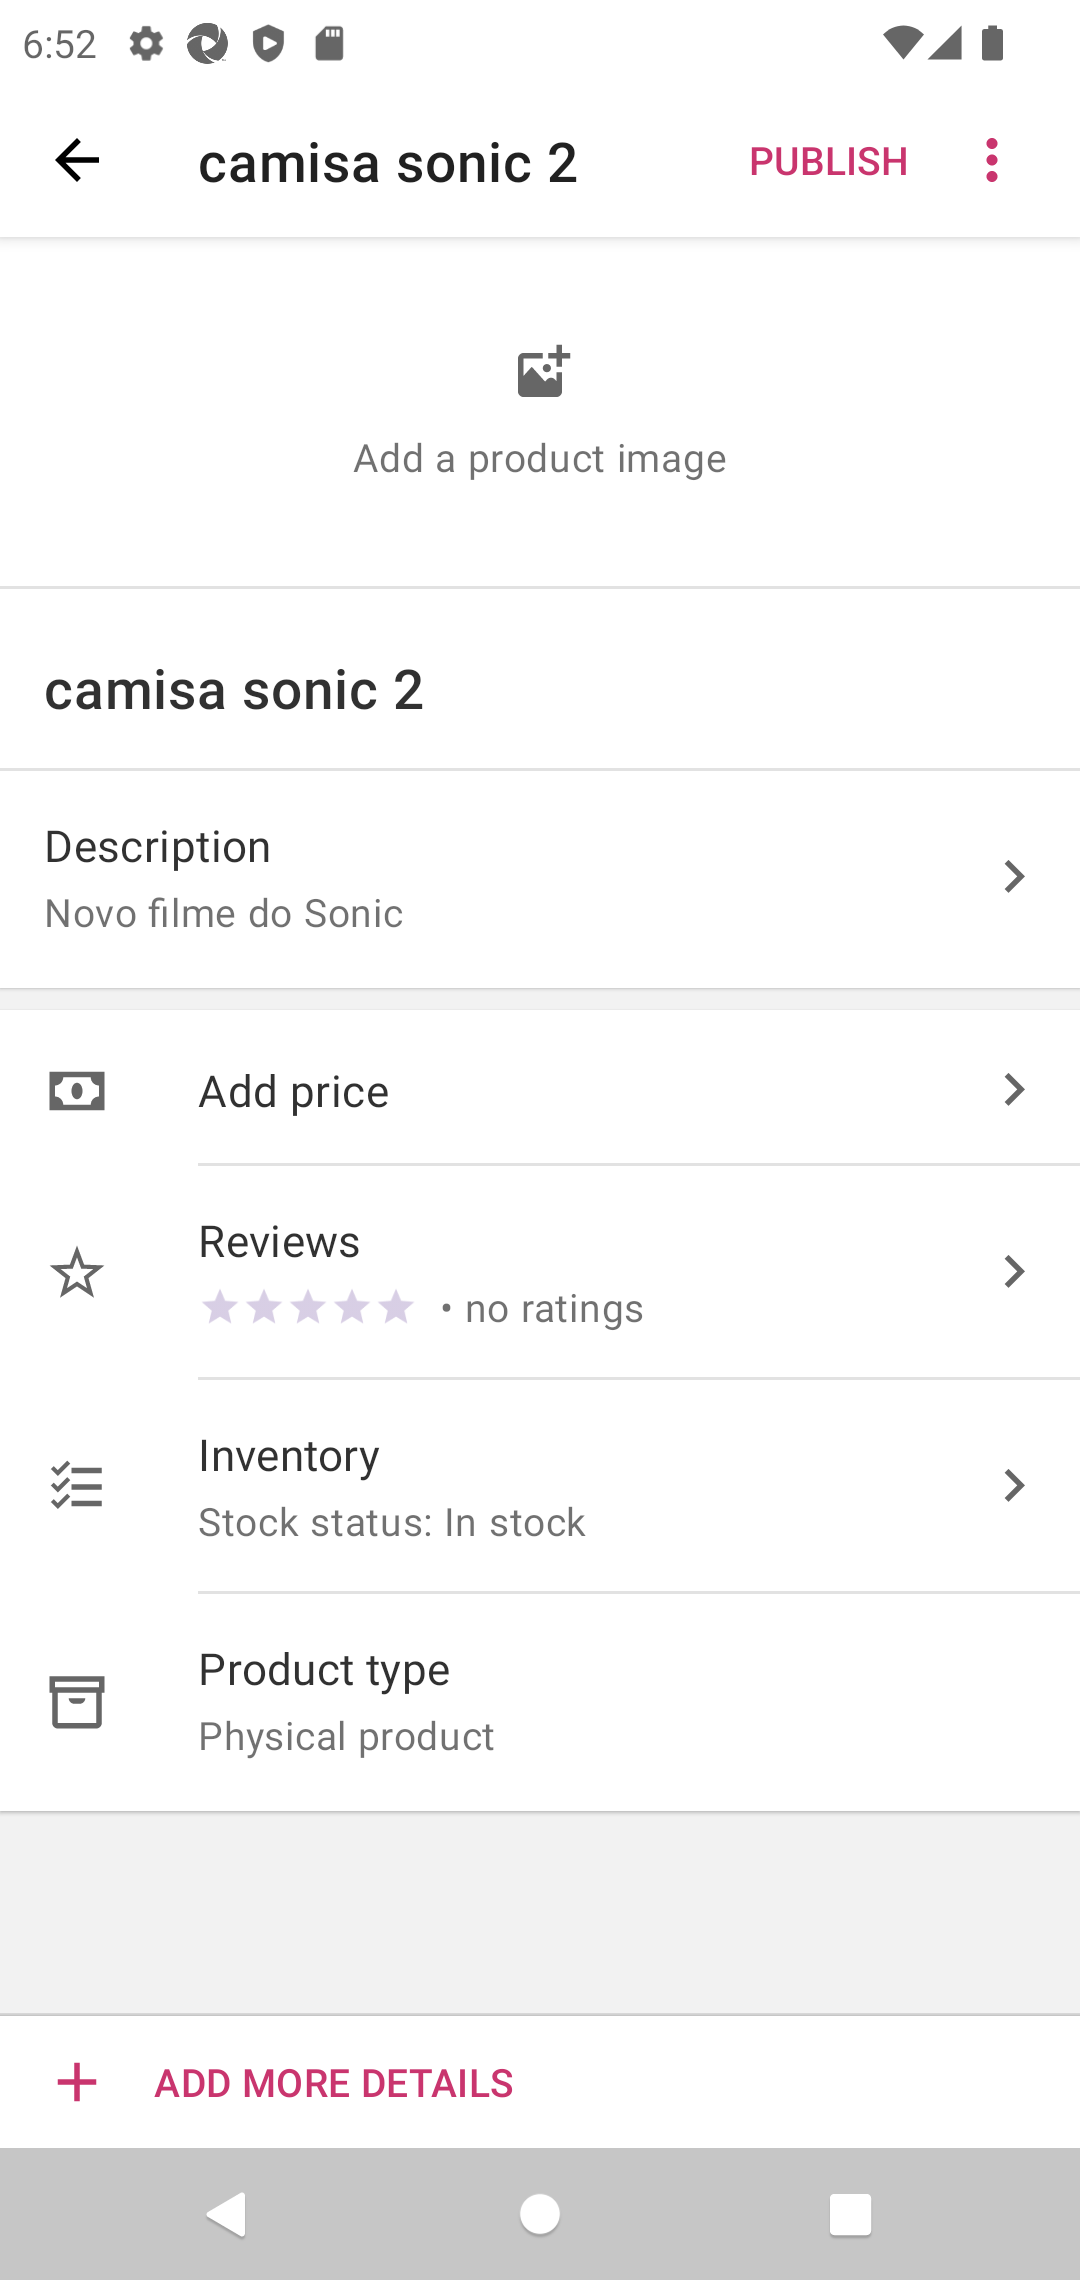 6:52
camisa sonic 2
PUBLISH
Add a product image
camisa sonic 2
Description
Novo filme do Sonic
Add price
Reviews
• no ratings
Inventory
Stock status: In stock
Product type
Physical product
ADD MORE DETAILS